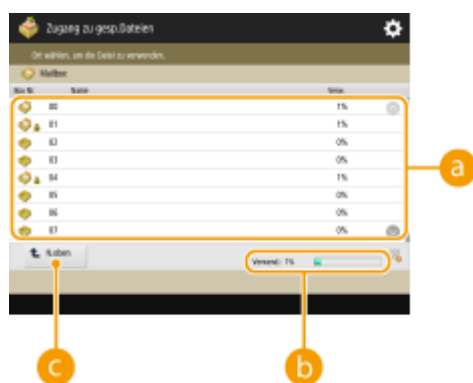 Zugang zu gesp.Dateien
Ort wählen, um die Datei zu verwenden.
Mailbox
Box Nr. Name Verw.
00 1%
01 1%
02 0%
03 0%
04 1%
05 0%
06 0%
07 0%
a
N.oben
Verwend.: 1%
c b